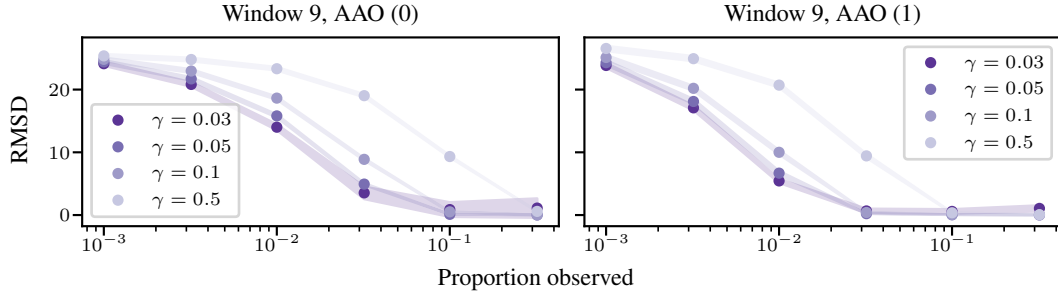 Window 9, AAO (0)
Window 9, AAO (1)
RMSD
20
10
0
γ = 0.03
γ = 0.05
γ = 0.1
γ = 0.5
γ = 0.03
γ = 0.05
γ = 0.1
γ = 0.5
10⁻³
10⁻²
10⁻¹
10⁻³
10⁻²
10⁻¹
Proportion observed